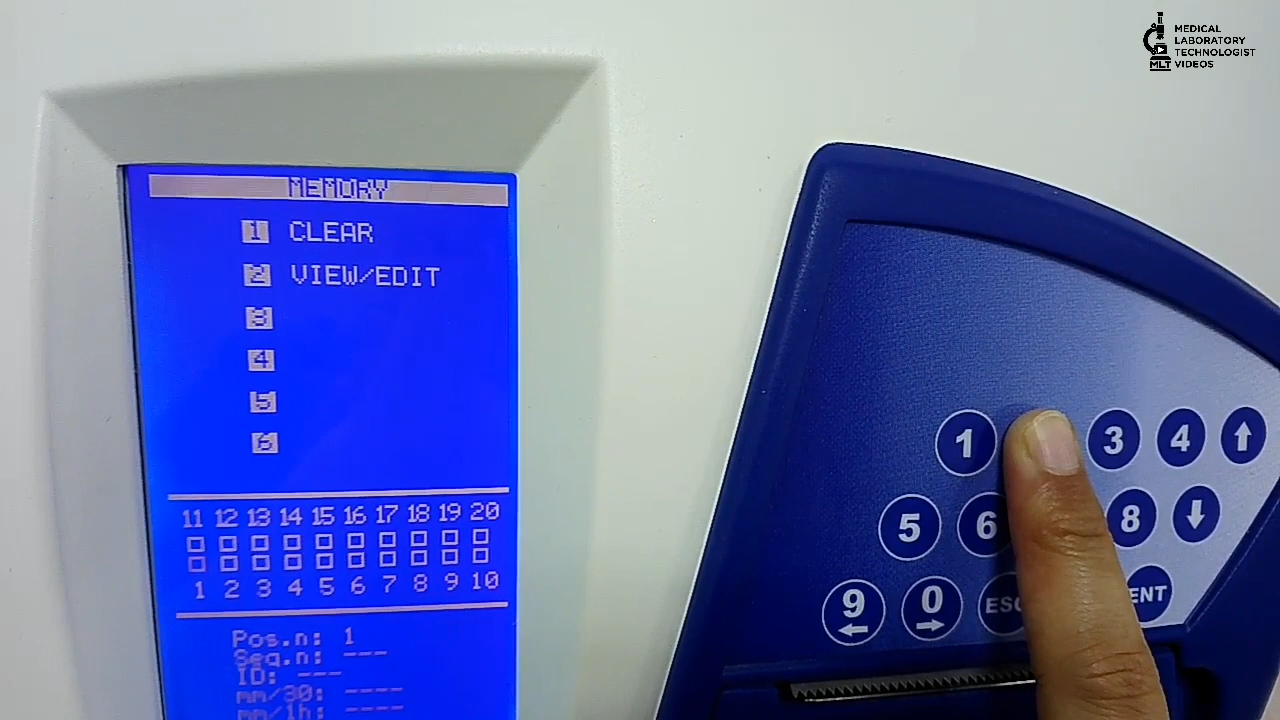 MEDICAL
LABORATORY
TECHNOLOGIST
MLT VIDEOS
MEMORY
1 CLEAR
2 VIEW/EDIT
3
4
5
6
11 12 13 14 15 16 17 18 19 20
1 2 3 4 5 6 7 8 9 10
Pos.n: 1
Seq.n: ---
ID: ---
mm/30: ----
mm/1h: ----
1 3 4 ↑
5 6 8 ↓
9 ← 0 → ESC ENT